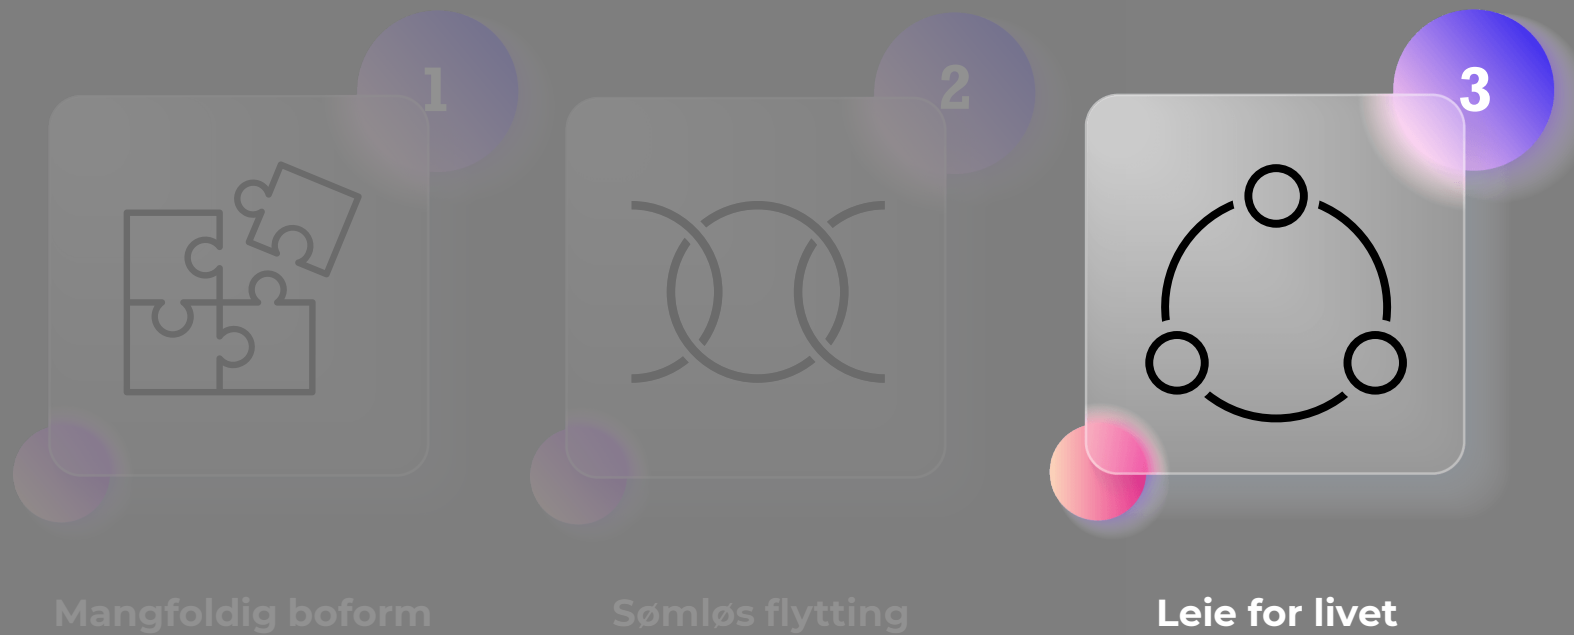 1
2
3
Mangfoldig boform
Sømløs flytting
Leie for livet